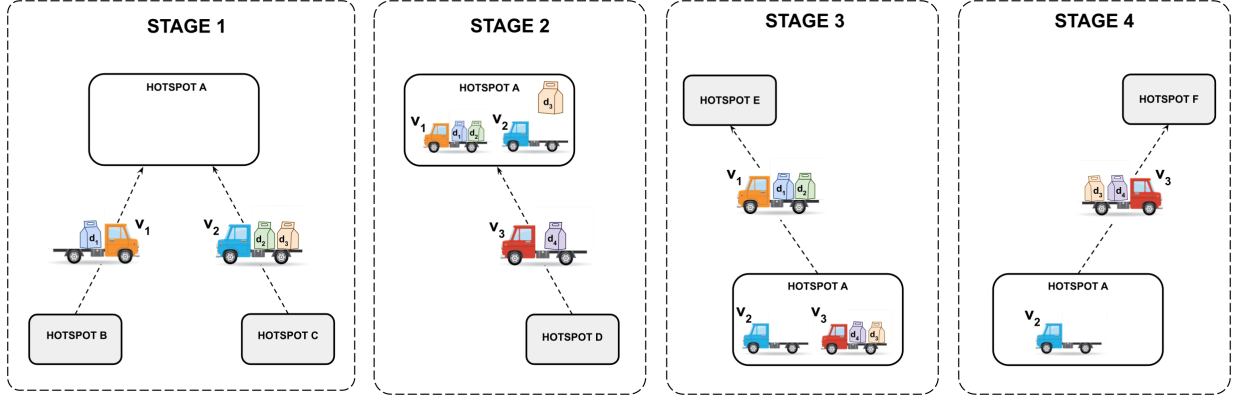 STAGE 1
HOTSPOT A
d1
V1
V2
d2
d3
HOTSPOT B
HOTSPOT C
STAGE 2
HOTSPOT A
d3
V1
d1
d2
V2
V3
d4
HOTSPOT D
STAGE 3
HOTSPOT E
V1
d1
d2
HOTSPOT A
V2
V3
d4
d3
STAGE 4
HOTSPOT F
d3
d4
V3
HOTSPOT A
V2